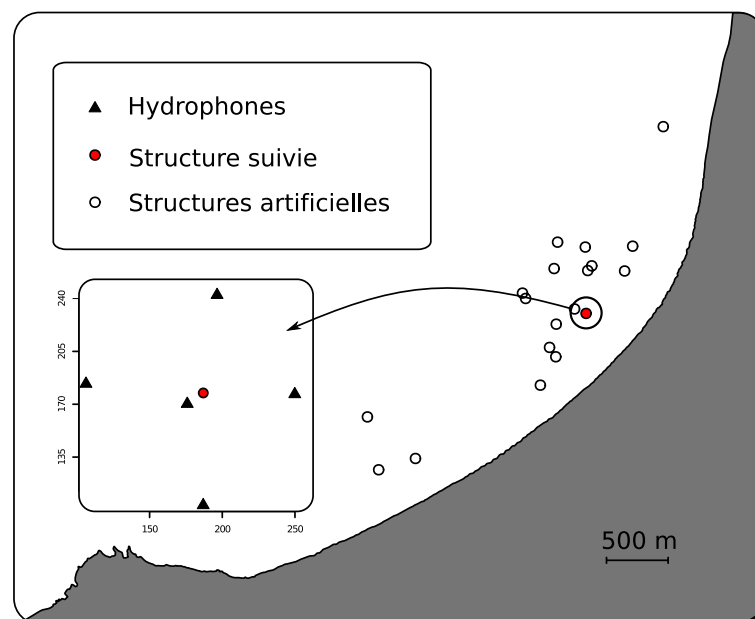 Hydrophones
Structure suivie
Structures artificielles
240
205
170
135
150 200 250
500 m